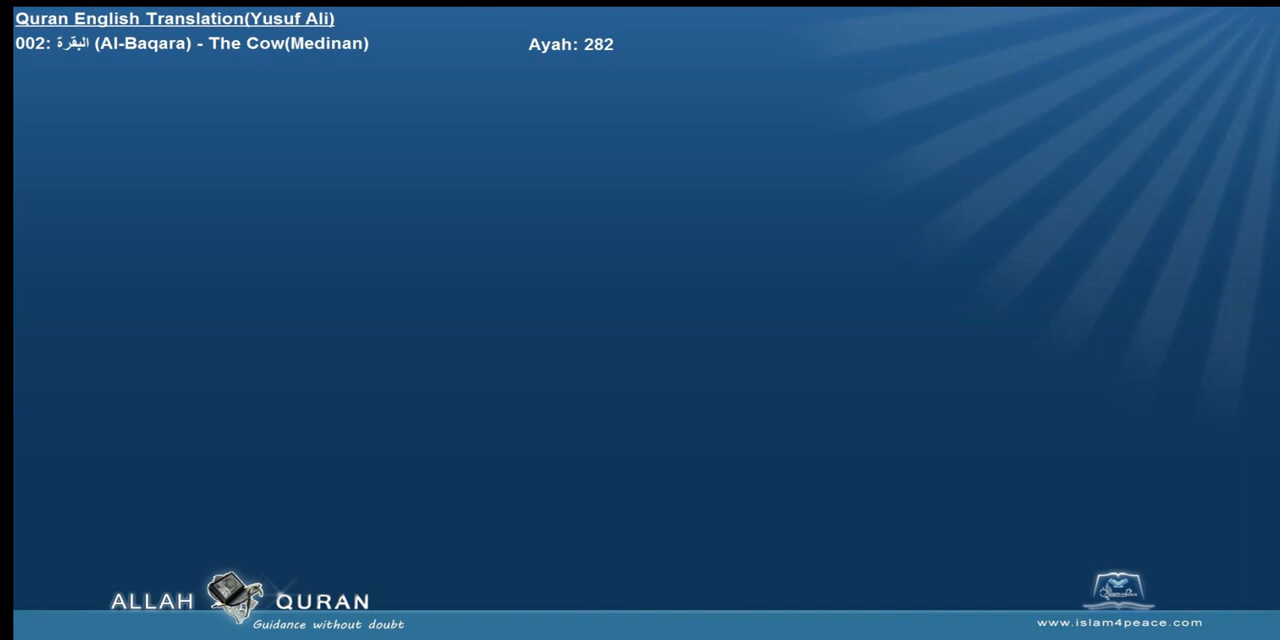 Quran English Translation(Yusuf Ali)
002: البقرة (Al-Baqara) - The Cow(Medinan)
Ayah: 282
ALLAH QURAN
Guidance without doubt
www.islam4peace.com